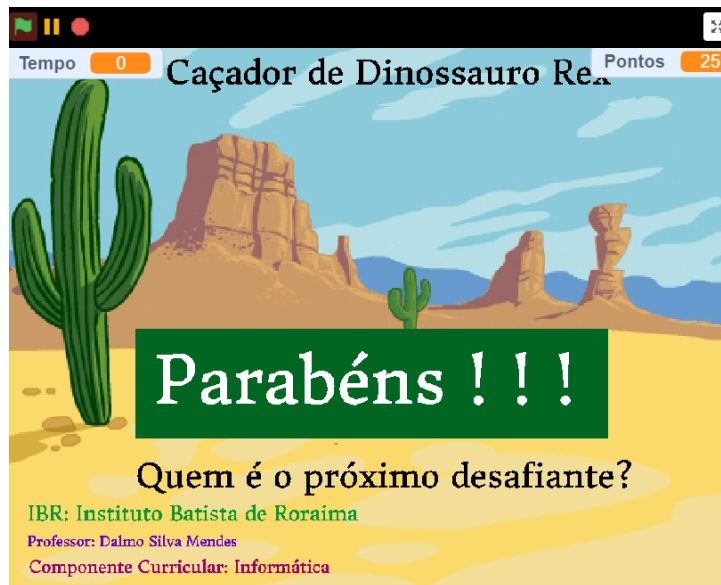 Tempo 0
Caçador de Dinossauro Rex
Pontos 25
Parabéns ! ! !
Quem é o próximo desafiante?
IBR: Instituto Batista de Roraima
Professor: Dalmo Silva Mendes
Componente Curricular: Informática